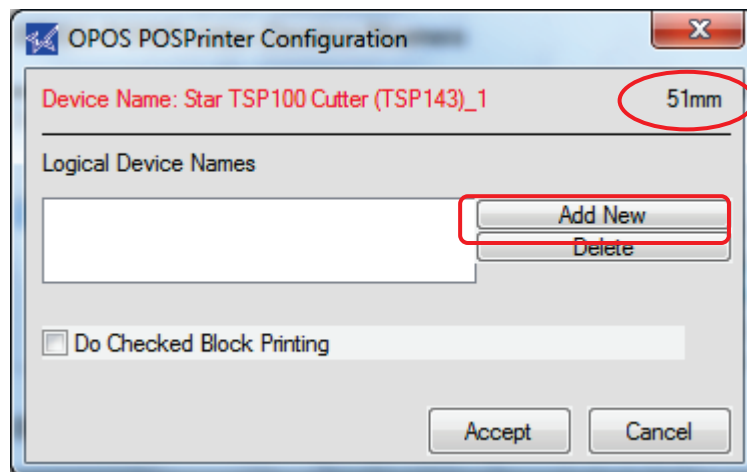 OPOS POSPrinter Configuration
Device Name: Star TSP100 Cutter (TSP143)_1 51mm
Logical Device Names
Add New
Delete
Do Checked Block Printing
Accept Cancel